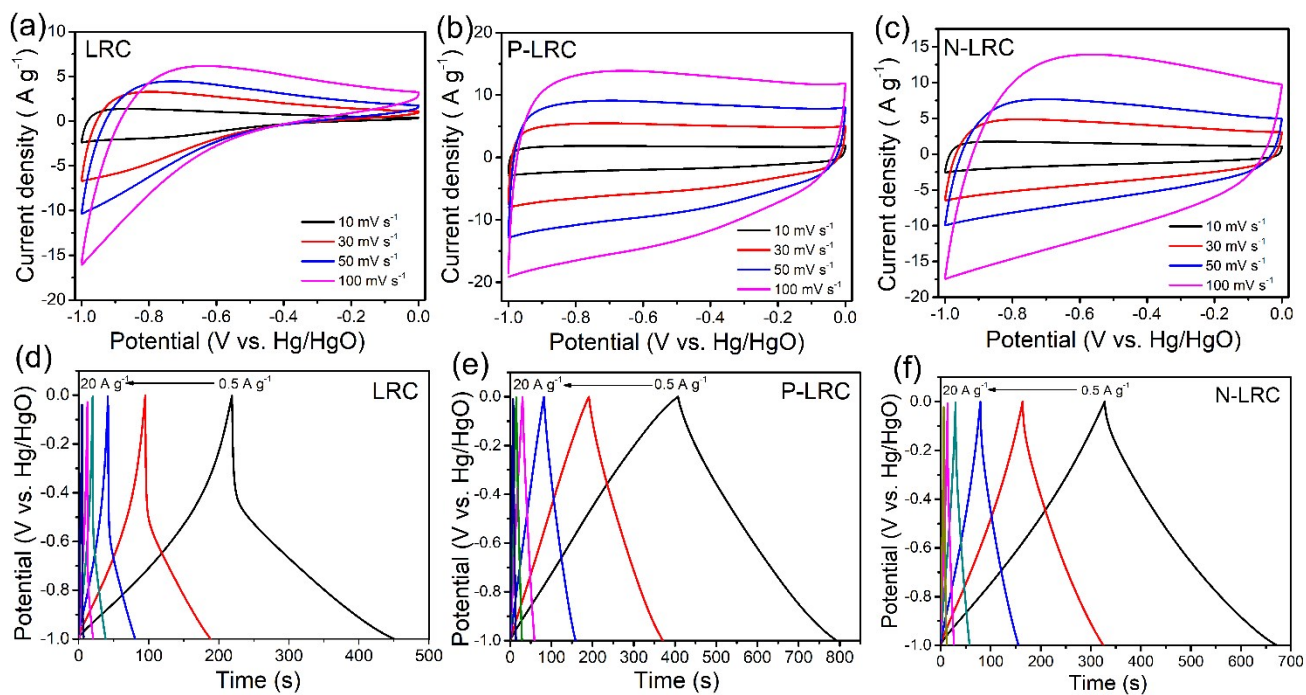 (a)
LRC
10
5
0
-5
-10
-15
-20
Current density ( A g⁻¹)
10 mV s⁻¹
30 mV s⁻¹
50 mV s⁻¹
100 mV s⁻¹
-1.0 -0.8 -0.6 -0.4 -0.2 0.0
Potential (V vs. Hg/HgO)
(b)
P-LRC
20
15
10
5
0
-5
-10
-15
-20
Current density ( A g⁻¹)
10 mV s⁻¹
30 mV s⁻¹
50 mV s⁻¹
100 mV s⁻¹
-1.0 -0.8 -0.6 -0.4 -0.2 0.0
Potential (V vs. Hg/HgO)
(c)
N-LRC
15
10
5
0
-5
-10
-15
-20
Current density ( A g⁻¹)
10 mV s⁻¹
30 mV s⁻¹
50 mV s⁻¹
100 mV s⁻¹
-1.0 -0.8 -0.6 -0.4 -0.2 0.0
Potential (V vs. Hg/HgO)
(d)
20 A g⁻¹ 0.5 A g⁻¹
LRC
0.0
-0.2
-0.4
-0.6
-0.8
-1.0
Potential (V vs. Hg/HgO)
0 100 200 300 400 500
Time (s)
(e)
20 A g⁻¹ 0.5 A g⁻¹
P-LRC
0.0
-0.2
-0.4
-0.6
-0.8
-1.0
Potential (V vs. Hg/HgO)
0 100 200 300 400 500 600 700 800
Time (s)
(f)
20 A g⁻¹ 0.5 A g⁻¹
N-LRC
0.0
-0.2
-0.4
-0.6
-0.8
-1.0
Potential (V vs. Hg/HgO)
0 100 200 300 400 500 600 700
Time (s)